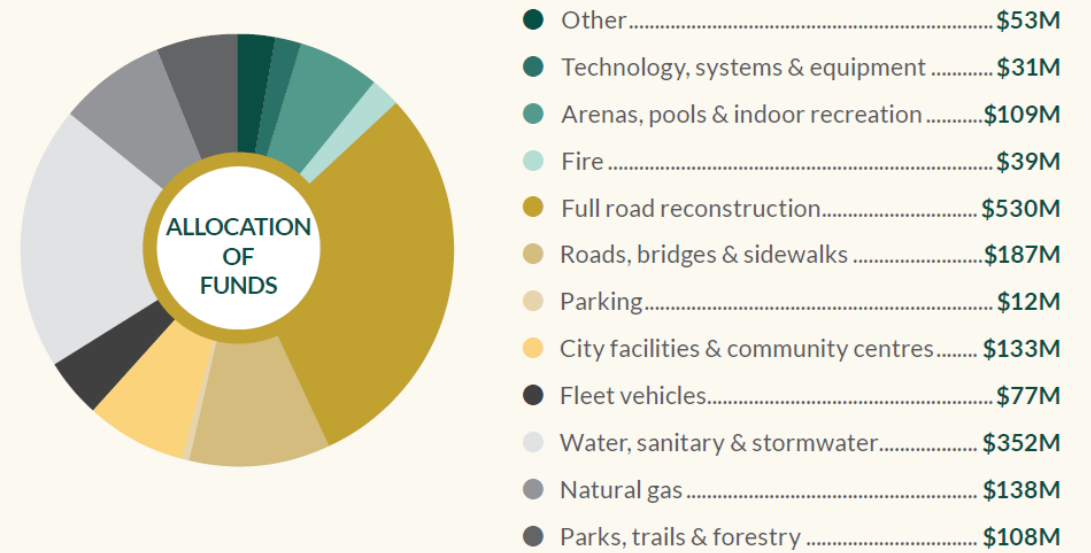 ALLOCATION
OF
FUNDS
Other....................................................................$53M
Technology, systems & equipment ............$31M
Arenas, pools & indoor recreation ...........$109M
Fire .......................................................................$39M
Full road reconstruction............................. $530M
Roads, bridges & sidewalks ........................$187M
Parking................................................................. $12M
City facilities & community centres........ $133M
Fleet vehicles..................................................... $77M
Water, sanitary & stormwater................... $352M
Natural gas ...................................................... $138M
Parks, trails & forestry ................................ $108M